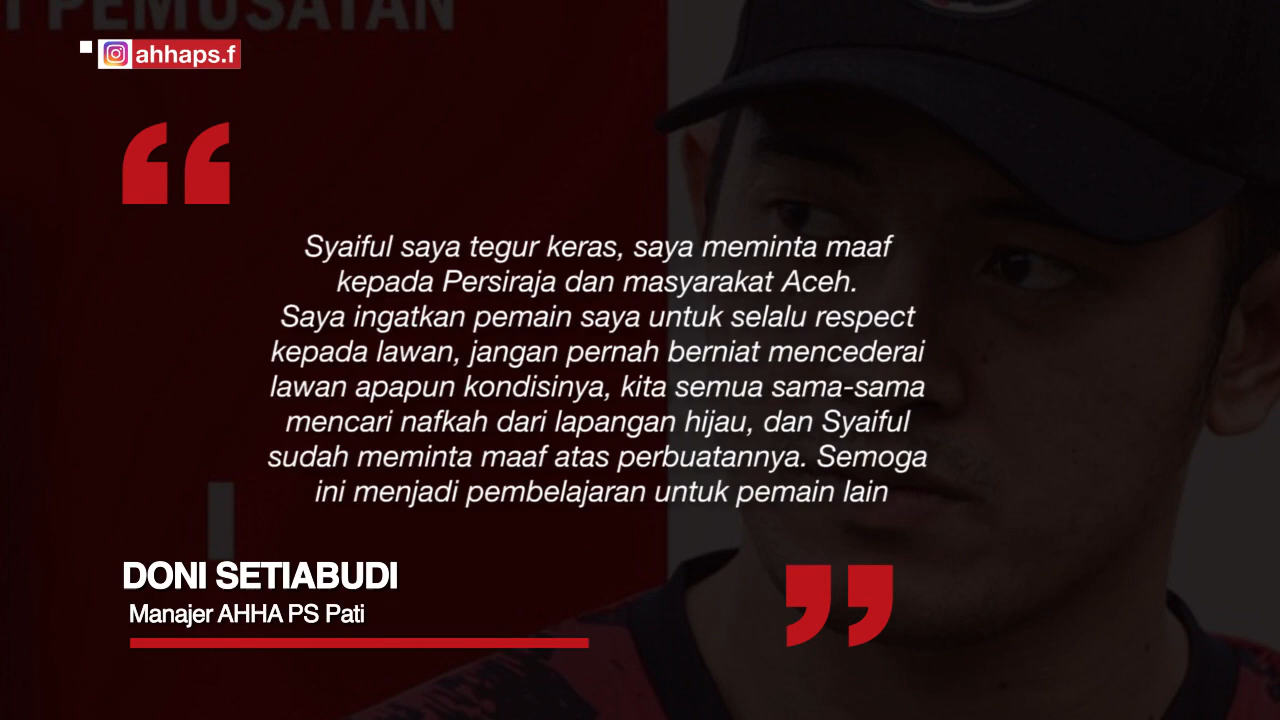 I PEMUSATAN
ahhaps.f
Syaiful saya tegur keras, saya meminta maaf
kepada Persiraja dan masyarakat Aceh.
Saya ingatkan pemain saya untuk selalu respect
kepada lawan, jangan pernah berniat mencederai
lawan apapun kondisinya, kita semua sama-sama
mencari nafkah dari lapangan hijau, dan Syaiful
sudah meminta maaf atas perbuatannya. Semoga
ini menjadi pembelajaran untuk pemain lain
DONI SETIABUDI
Manajer AHHA PS Pati